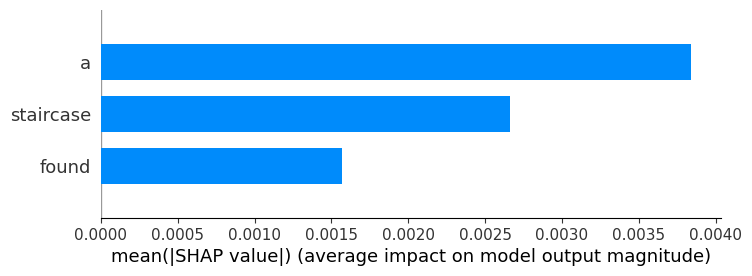 a
staircase
found
0.0000 0.0005 0.0010 0.0015 0.0020 0.0025 0.0030 0.0035 0.0040
mean(|SHAP value|) (average impact on model output magnitude)